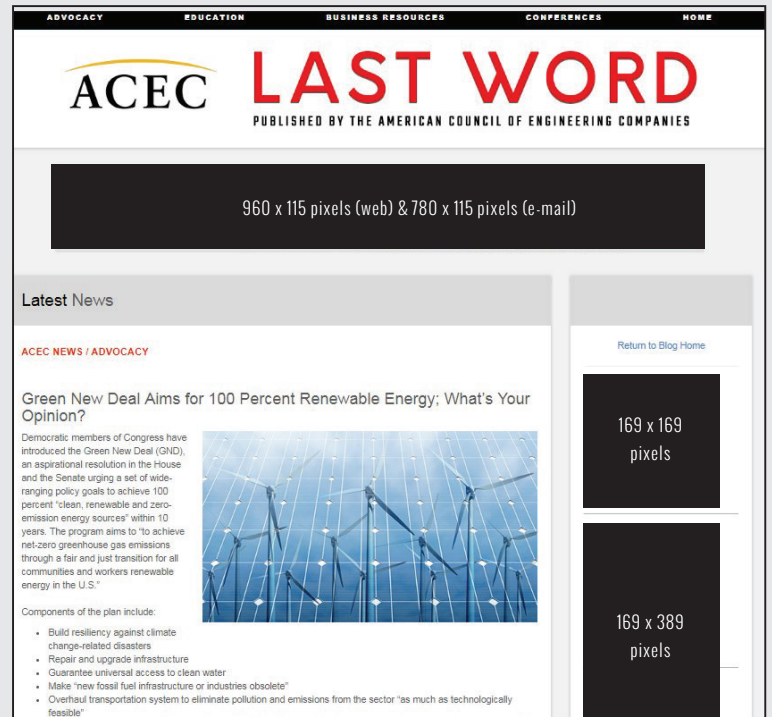 ADVOCACY EDUCATION BUSINESS RESOURCES CONFERENCES HOME
ACEC LAST WORD
PUBLISHED BY THE AMERICAN COUNCIL OF ENGINEERING COMPANIES
960 x 115 pixels (web) & 780 x 115 pixels (e-mail)
Latest News
ACEC NEWS / ADVOCACY
Green New Deal Aims for 100 Percent Renewable Energy; What's Your
Opinion?
Democratic members of Congress have
introduced the Green New Deal (GND),
an aspirational resolution in the House
and the Senate urging a set of wide-
ranging policy goals to achieve 100
percent "clean, renewable and zero-
emission energy sources" within 10
years. The program aims to "to achieve
net-zero greenhouse gas emissions
through a fair and just transition for all
communities and workers renewable
energy in the U.S."
Components of the plan include:
• Build resiliency against climate
change-related disasters
• Repair and upgrade infrastructure
• Guarantee universal access to clean water
• Make "new fossil fuel infrastructure or industries obsolete"
• Overhaul transportation system to eliminate pollution and emissions from the sector "as much as technologically
feasible"
Return to Blog Home
169 x 169
pixels
169 x 389
pixels